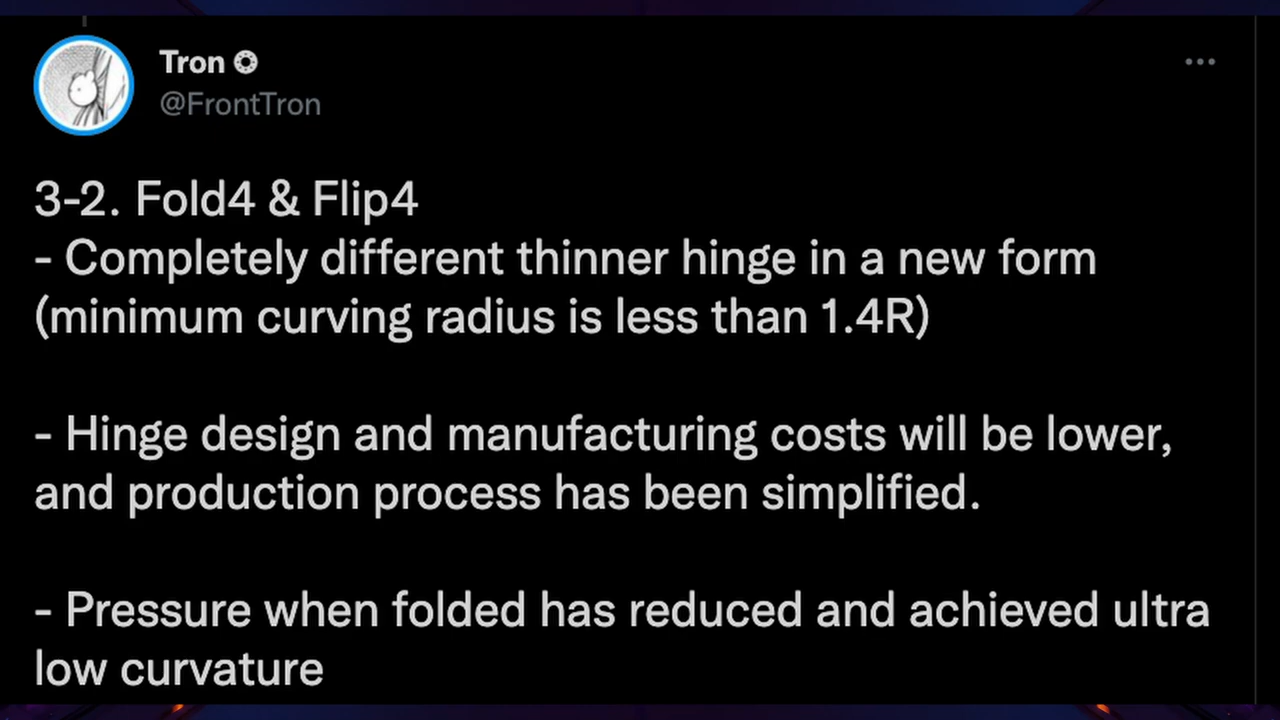 Tron
@FrontTron
3-2. Fold4 & Flip4
- Completely different thinner hinge in a new form
(minimum curving radius is less than 1.4R)
- Hinge design and manufacturing costs will be lower,
and production process has been simplified.
- Pressure when folded has reduced and achieved ultra
low curvature